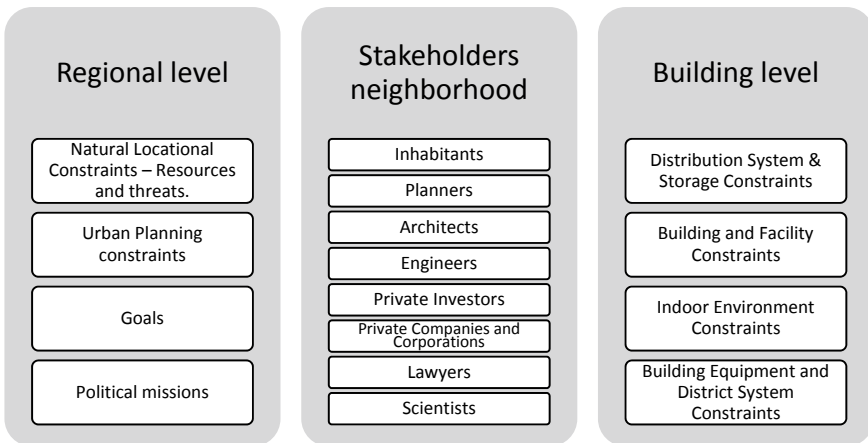 Regional level
Natural Locational
Constraints – Resources
and threats.
Urban Planning
constraints
Goals
Political missions
Stakeholders
neighborhood
Inhabitants
Planners
Architects
Engineers
Private Investors
Private Companies and
Corporations
Lawyers
Scientists
Building level
Distribution System &
Storage Constraints
Building and Facility
Constraints
Indoor Environment
Constraints
Building Equipment and
District System
Constraints